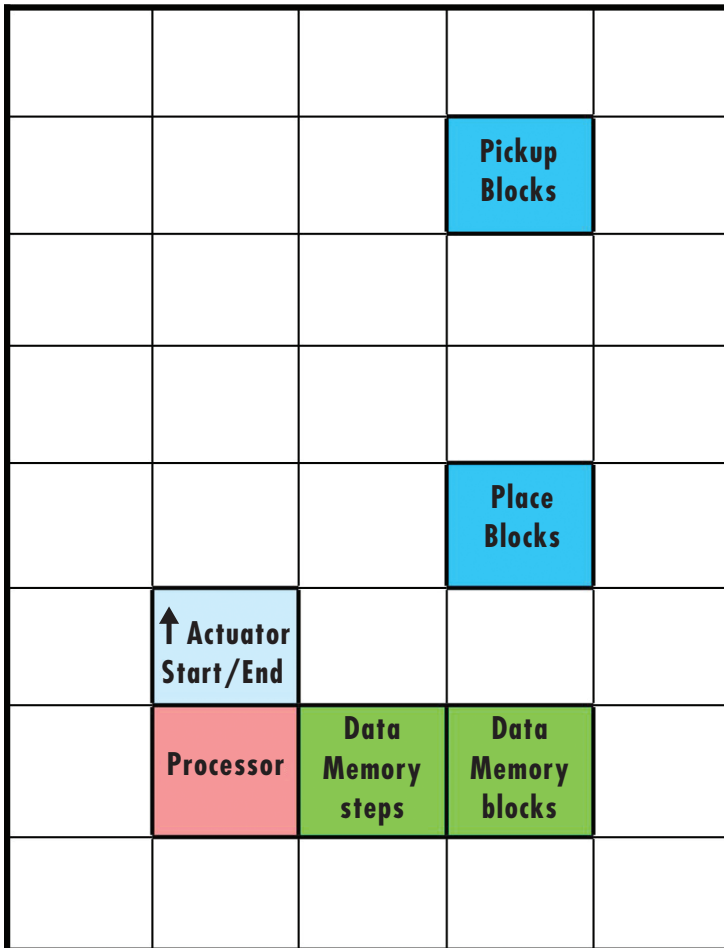 Pickup
Blocks
Place
Blocks
↑ Actuator
Start/End
Processor
Data
Memory
steps
Data
Memory
blocks